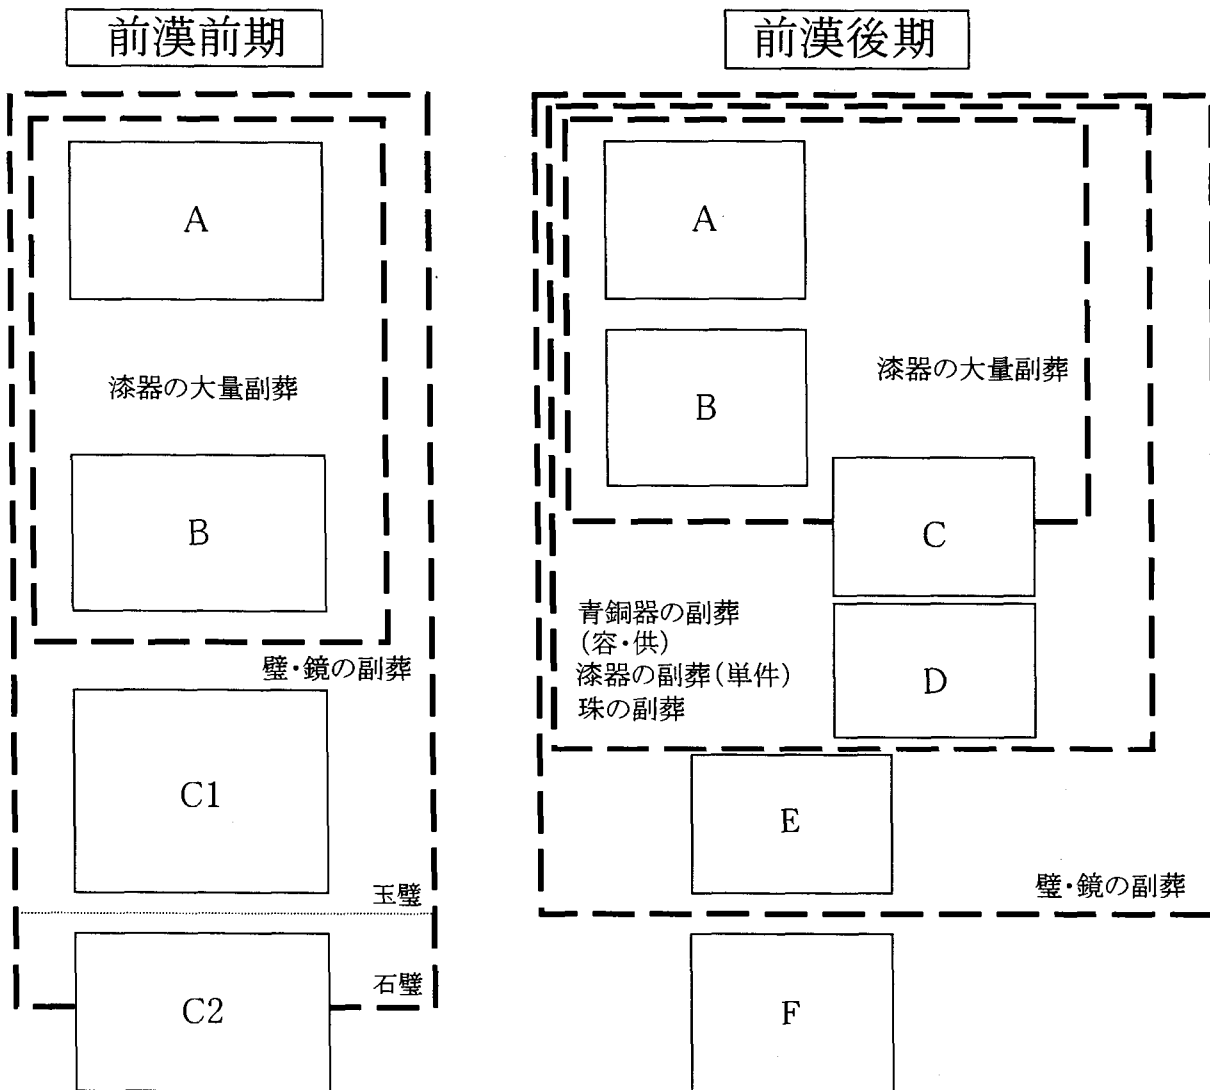 前漢前期
A
漆器の大量副葬
B
璧・鏡の副葬
C1
玉璧
石璧
C2
前漢後期
A
漆器の大量副葬
B
C
青銅器の副葬
(容・供)
漆器の副葬(単件)
珠の副葬
D
E
璧・鏡の副葬
F